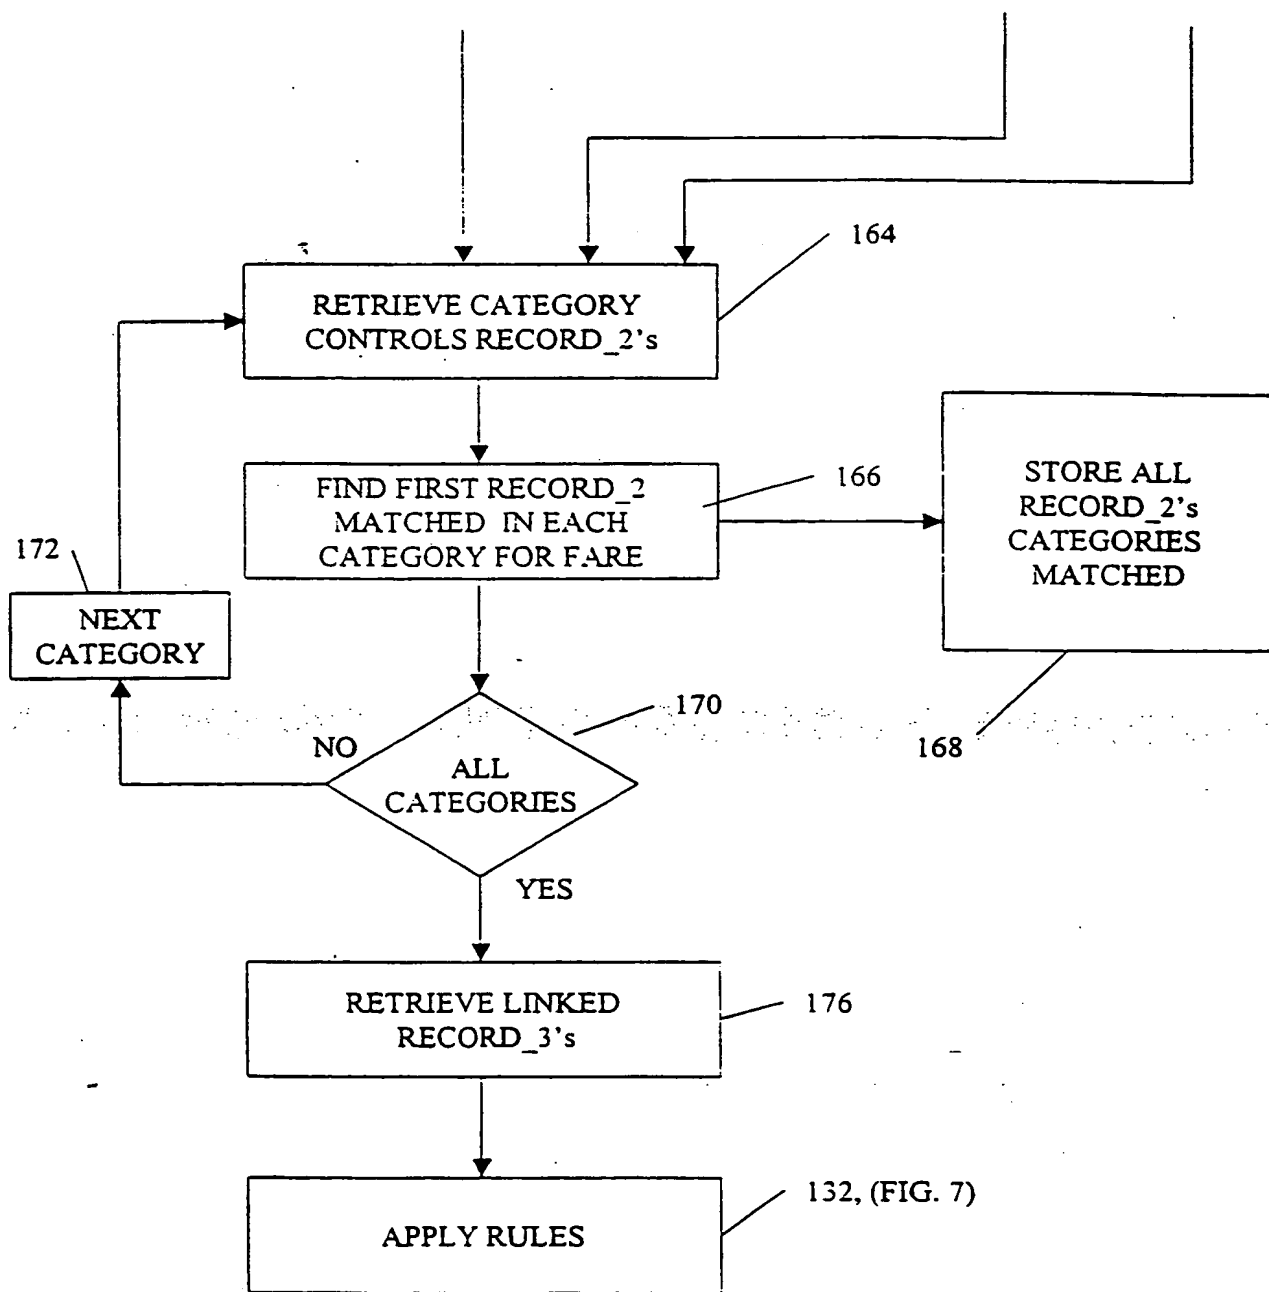 164
RETRIEVE CATEGORY
CONTROLS RECORD_2's
FIND FIRST RECORD_2
MATCHED IN EACH
CATEGORY FOR FARE
166
STORE ALL
RECORD_2's
CATEGORIES
MATCHED
172
NEXT
CATEGORY
170
168
NO
ALL
CATEGORIES
YES
RETRIEVE LINKED
RECORD_3's
176
132, (FIG. 7)
APPLY RULES